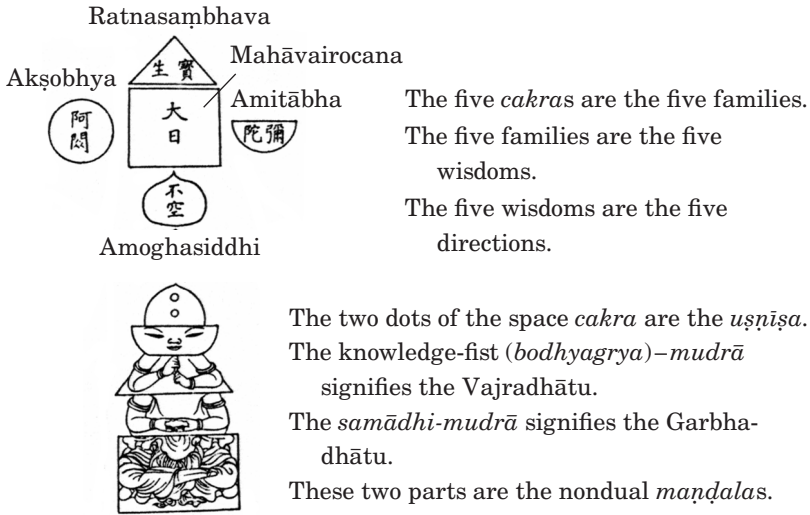 Ratnasaṃbhava
生寳
Mahāvairocana
Akṣobhya
Amitābha
大
日
阿
閦
陀彌
不
空
Amoghasiddhi
The five cakras are the five families.
The five families are the five
wisdoms.
The five wisdoms are the five
directions.
The two dots of the space cakra are the uṣṇīṣa.
The knowledge-fist (bodhyagrya)–mudrā
signifies the Vajradhātu.
The samādhi-mudrā signifies the Garbha-
dhātu.
These two parts are the nondual maṇḍalas.